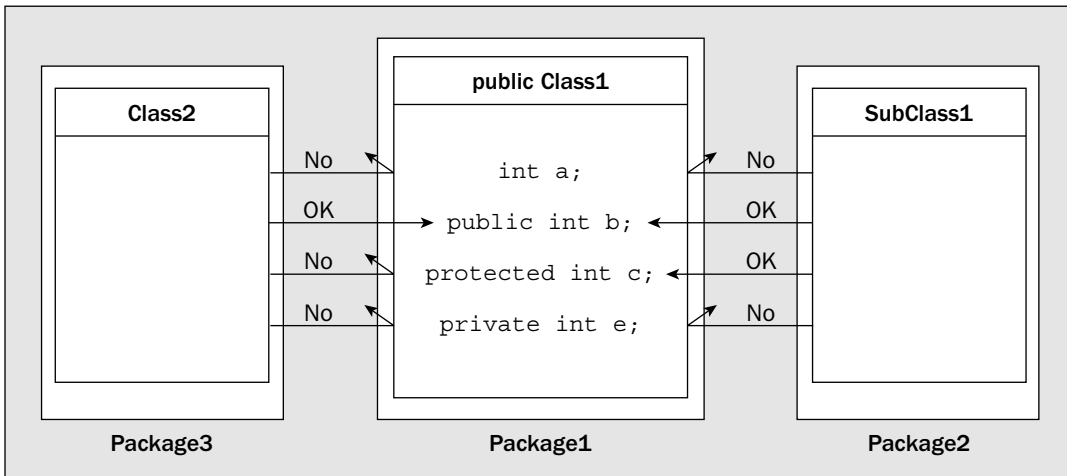 public Class1
Class2
SubClass1
No
int a;
No
OK
public int b;
OK
No
protected int c;
OK
No
private int e;
No
Package3
Package1
Package2